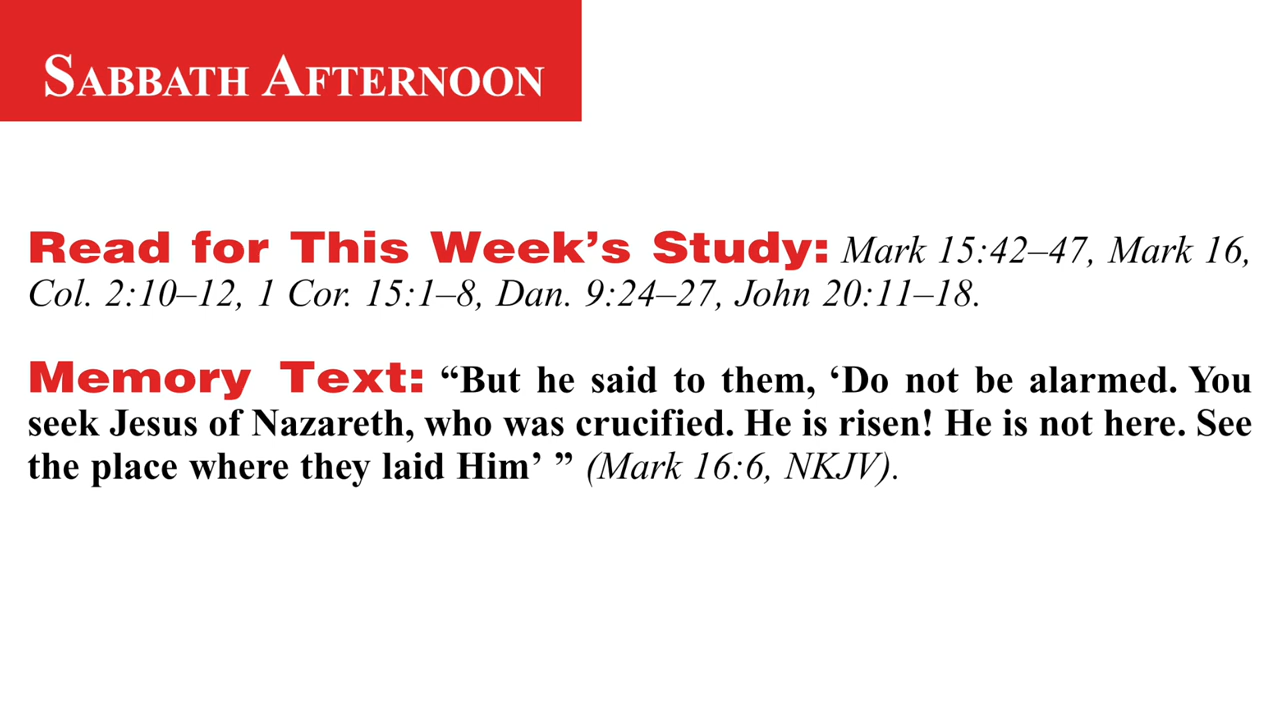 SABBATH AFTERNOON
Read for This Week’s Study: Mark 15:42–47, Mark 16,
Col. 2:10–12, 1 Cor. 15:1–8, Dan. 9:24–27, John 20:11–18.
Memory Text: “But he said to them, ‘Do not be alarmed. You
seek Jesus of Nazareth, who was crucified. He is risen! He is not here. See
the place where they laid Him’ ” (Mark 16:6, NKJV).